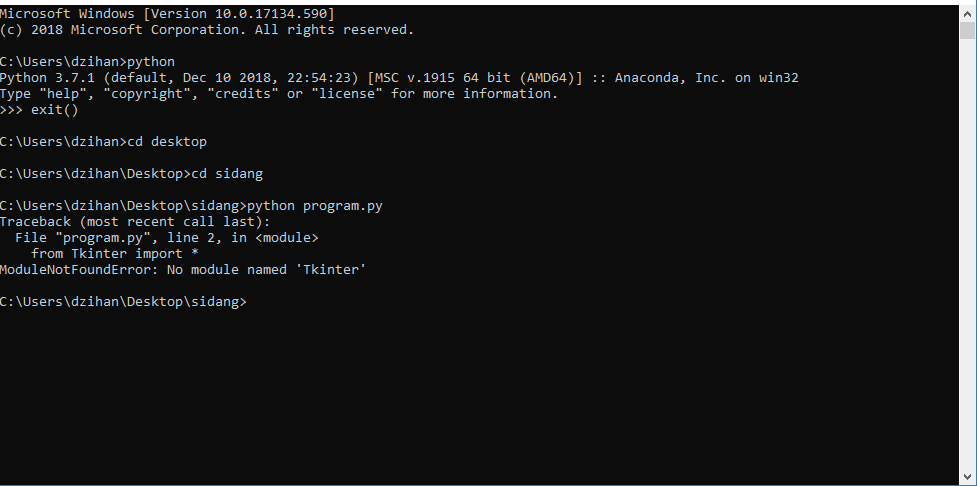 Microsoft Windows [Version 10.0.17134.590]
(c) 2018 Microsoft Corporation. All rights reserved.
C:\Users\dzihan>python
Python 3.7.1 (default, Dec 10 2018, 22:54:23) [MSC v.1915 64 bit (AMD64)] :: Anaconda, Inc. on win32
Type "help", "copyright", "credits" or "license" for more information.
>>> exit()
C:\Users\dzihan>cd desktop
C:\Users\dzihan\Desktop>cd sidang
C:\Users\dzihan\Desktop\sidang>python program.py
Traceback (most recent call last):
  File "program.py", line 2, in <module>
    from Tkinter import *
ModuleNotFoundError: No module named 'Tkinter'
C:\Users\dzihan\Desktop\sidang>